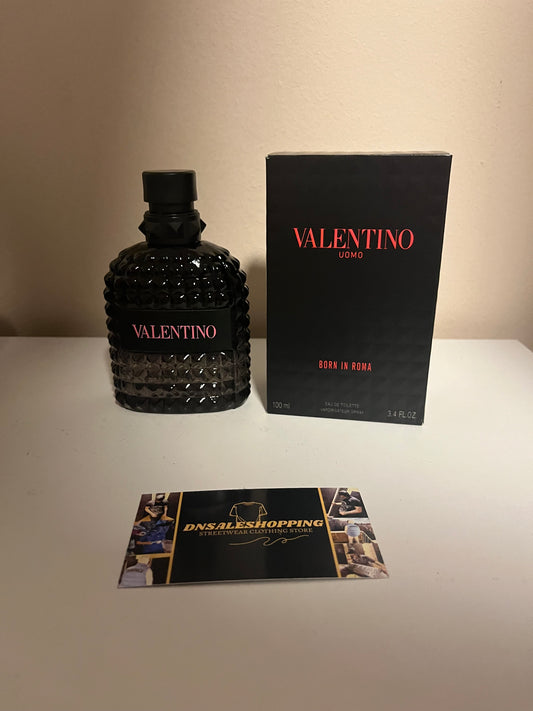 VALENTINO
VALENTINO
UOMO
BORN IN ROMA
100 ml
EAU DE TOILETTE
VAPORISATEUR SPRAY
3.4 FL OZ
DNSALESHOPPING
STREETWEAR CLOTHING STORE